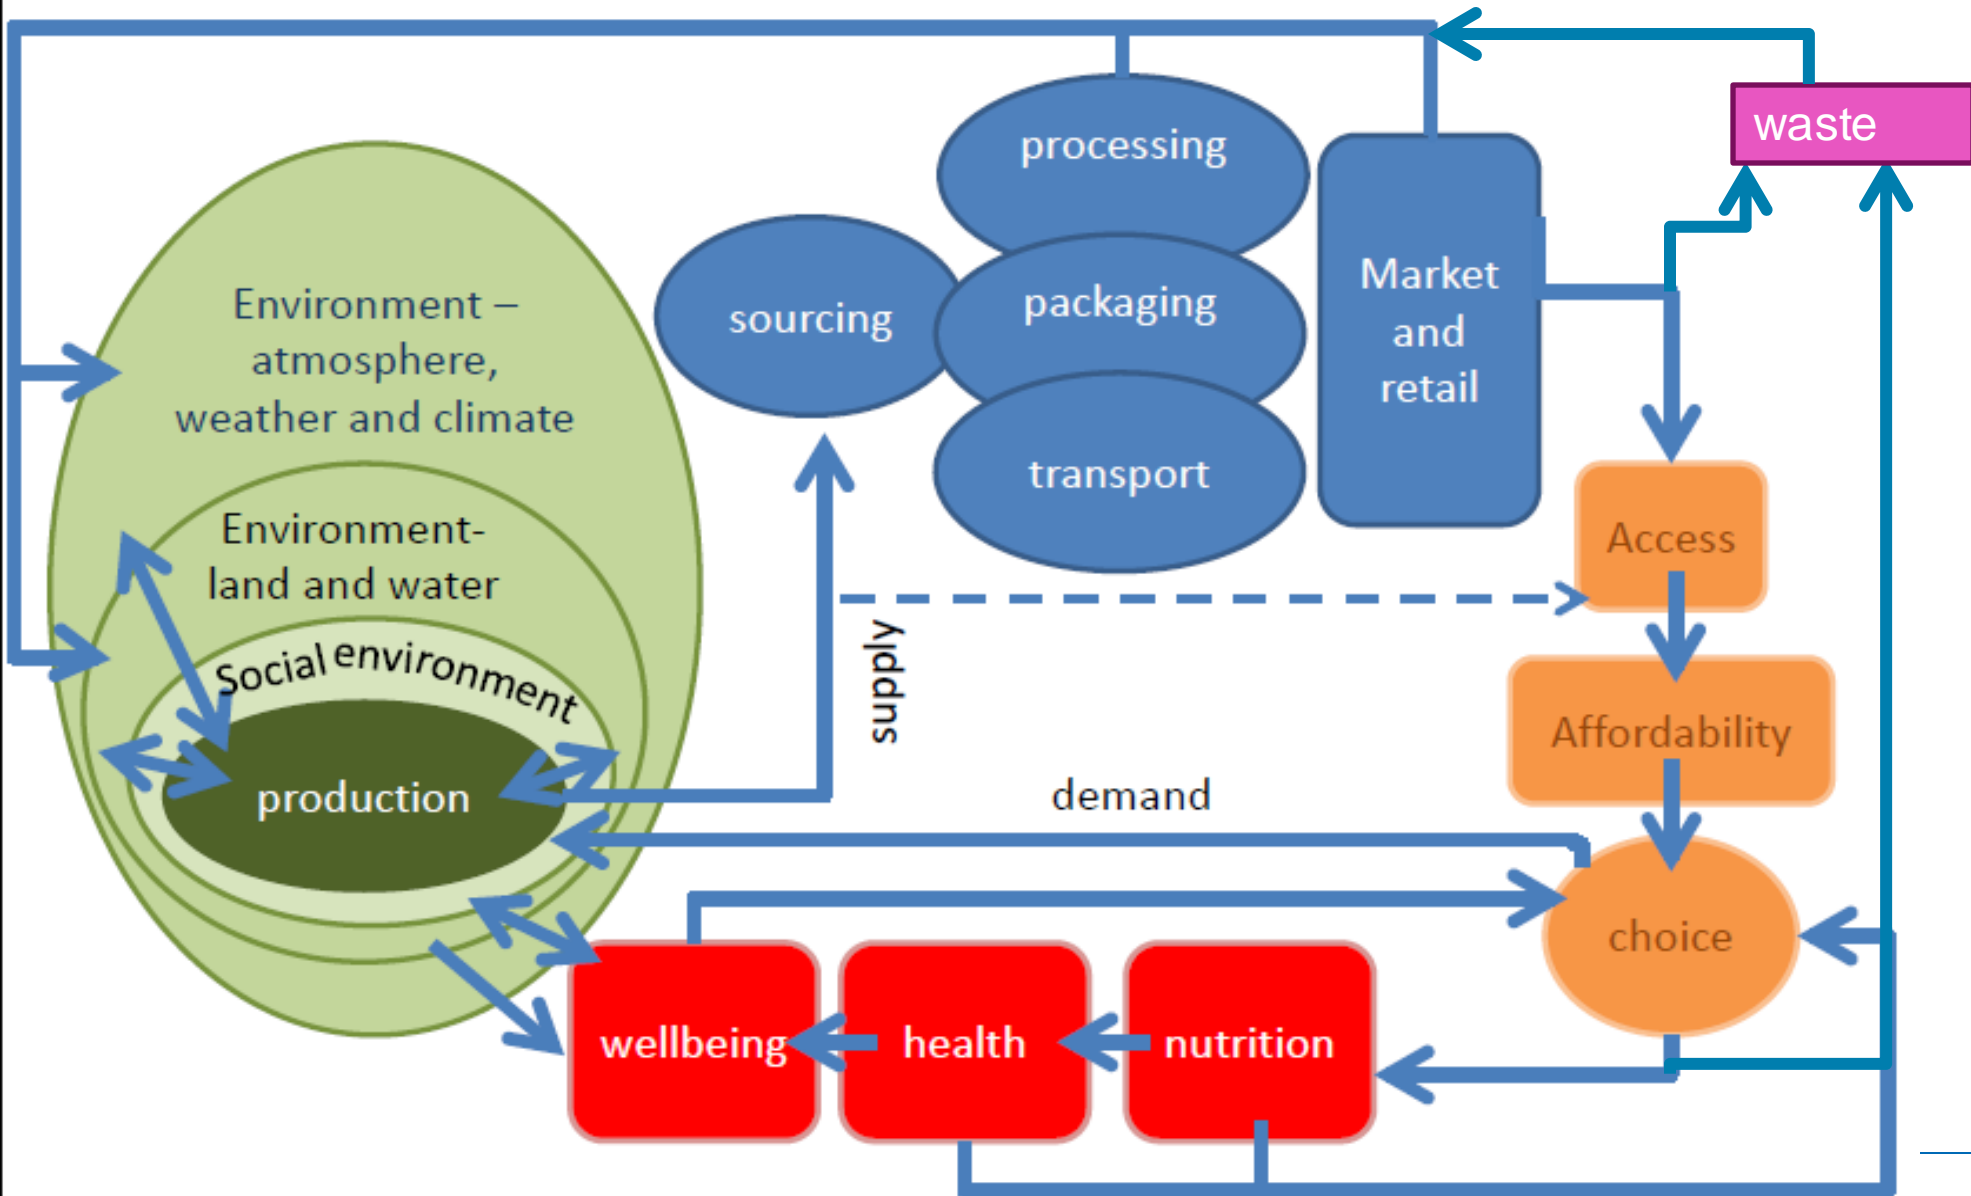 waste
processing
Market
and
retail
packaging
sourcing
transport
Environment –
atmosphere,
weather and climate
Environment-
land and water
Social environment
production
supply
demand
Access
Affordability
choice
wellbeing
health
nutrition